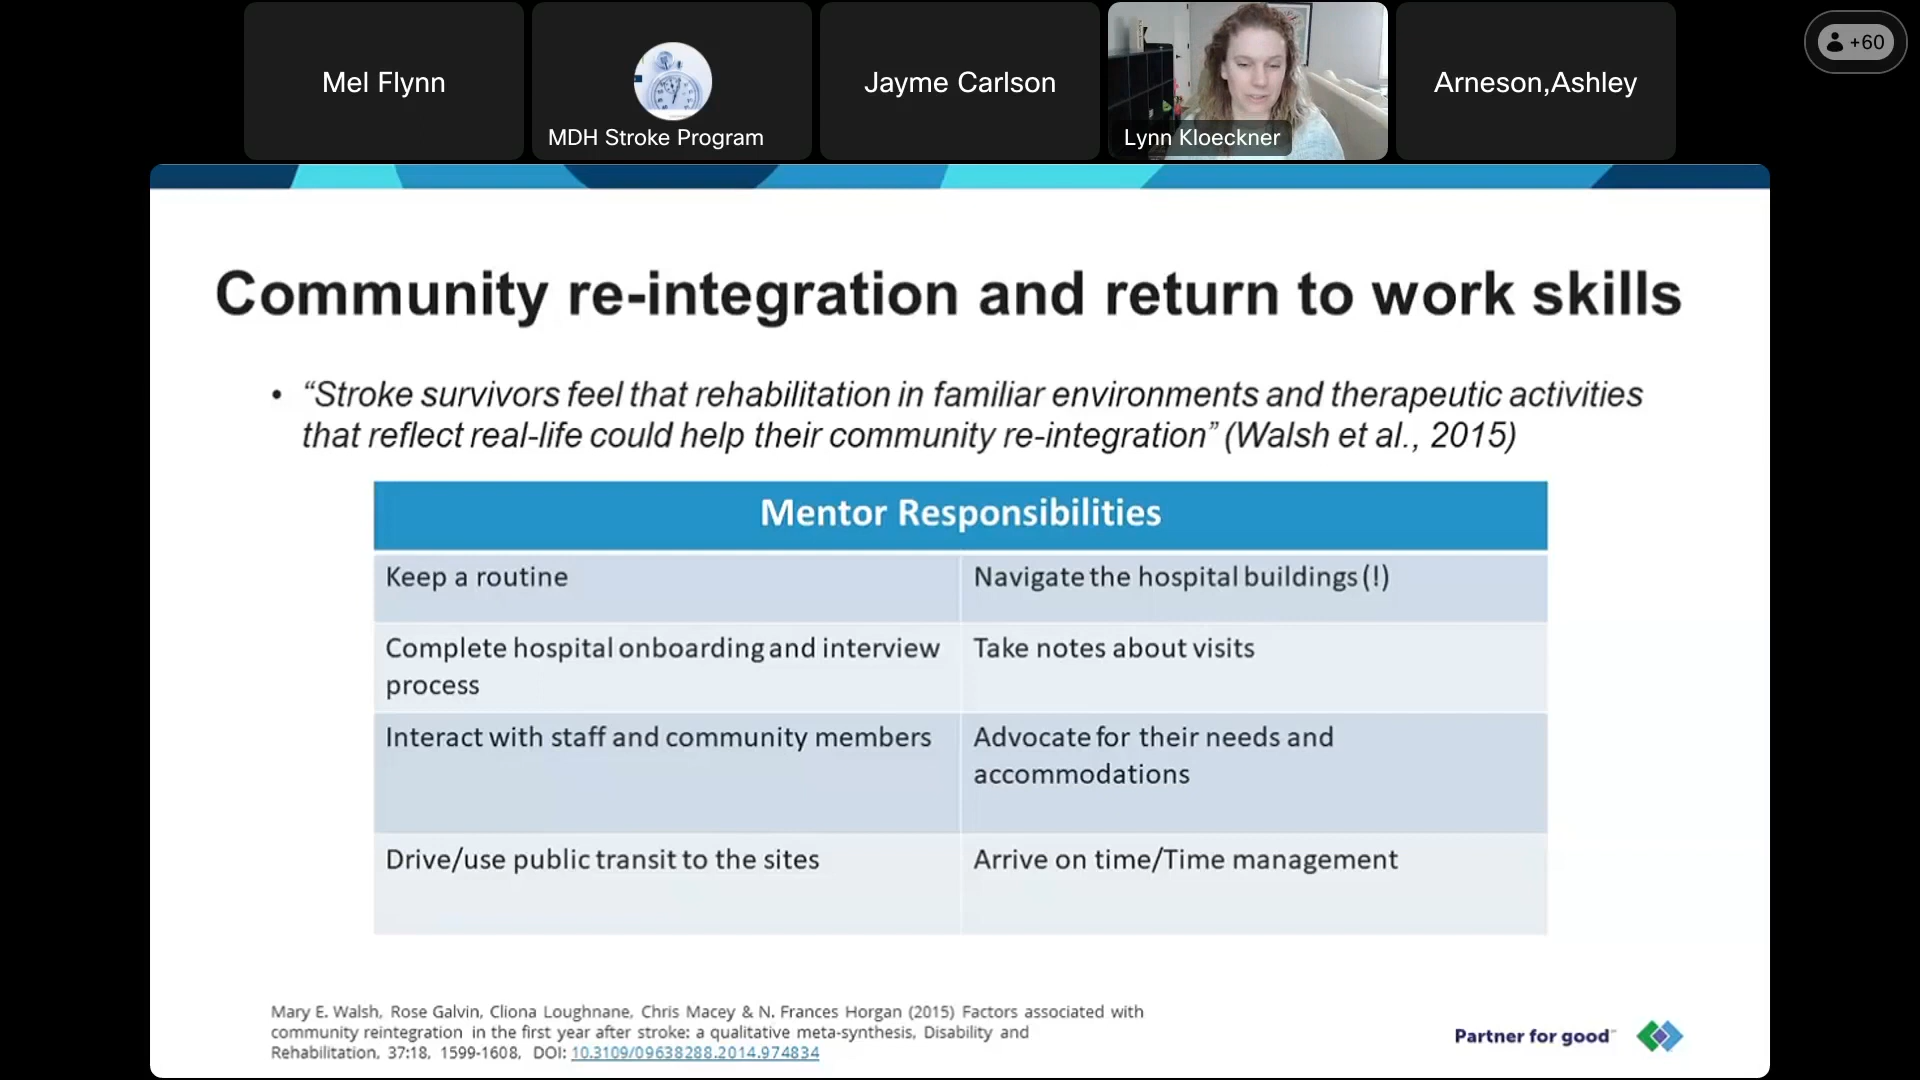 Mel Flynn
MDH Stroke Program
Jayme Carlson
Lynn Kloeckner
Arneson,Ashley
+60
Community re-integration and return to work skills
• “Stroke survivors feel that rehabilitation in familiar environments and therapeutic activities
that reflect real-life could help their community re-integration” (Walsh et al., 2015)
Mentor Responsibilities
Keep a routine
Navigate the hospital buildings (!)
Complete hospital onboarding and interview
process
Take notes about visits
Interact with staff and community members
Advocate for their needs and
accommodations
Drive/use public transit to the sites
Arrive on time/Time management
Mary E. Walsh, Rose Galvin, Cliona Loughnane, Chris Macey & N. Frances Horgan (2015) Factors associated with
community reintegration in the first year after stroke: a qualitative meta-synthesis, Disability and
Rehabilitation, 37:18, 1599-1608, DOI: 10.3109/09638288.2014.974834
Partner for good™